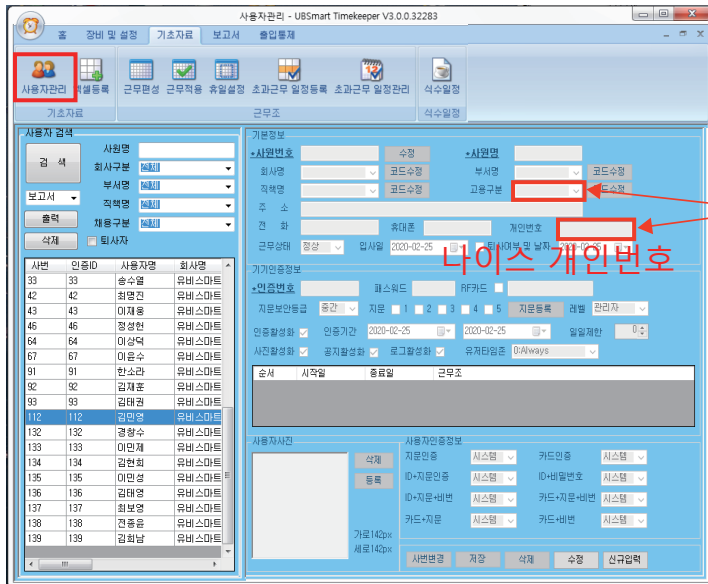 사용자관리 - UBSmart Timekeeper V3.0.0.32283
홈 장비 및 설정 기초자료 보고서 출입통제
사용자관리 엑셀등록 근무편성 근무적용 휴일설정 초과근무 일정등록 초과근무 일정관리 식수일정
기초자료 근무조 식수일정
사용자 검색
검 색
사원명
회사구분 전체
부서명 전체
보고서
직책명 전체
출력
채용구분 전체
삭제
퇴사자
사번 인증ID 사용자명 회사명
33 33 송수열 유비스마트
42 42 최명진 유비스마트
43 43 이재웅 유비스마트
46 46 정성헌 유비스마트
64 64 이상덕 유비스마트
67 67 이윤수 유비스마트
91 91 한소라 유비스마트
92 92 김재훈 유비스마트
93 93 김태권 유비스마트
112 112 김민영 유비스마트
132 132 경창수 유비스마트
133 133 이민제 유비스마트
134 134 김현희 유비스마트
135 135 이민성 유비스마트
136 136 김태영 유비스마트
137 137 최보영 유비스마트
138 138 전종윤 유비스마트
139 139 김희남 유비스마트
기본정보
*사원번호 수정 *사원명
회사명 코드수정 부서명 코드수정
직책명 코드수정 고용구분 코드수정
주 소
전 화 휴대폰 개인번호
근무상태 정상 입사일 2020-02-25 퇴사여부 및 날짜 2020-02-25
나이스 개인번호
기기인증정보
*인증번호 패스워드 RF카드
지문보안등급 중간 지문 1 2 3 4 5 지문등록 레벨 관리자
인증활성화 인증기간 2020-02-25 2020-02-25 일일제한 0
사진활성화 공지활성화 로그활성화 유저타임존 0:Always
순서 시작일 종료일 근무조
사용자사진
삭제
등록
가로142px
세로142px
사용자인증정보
지문인증 시스템 카드인증 시스템
ID+지문인증 시스템 ID+비밀번호 시스템
ID+지문+비번 시스템 카드+지문+비번 시스템
카드+지문 시스템 카드+비번 시스템
사번변경 저장 삭제 수정 신규입력